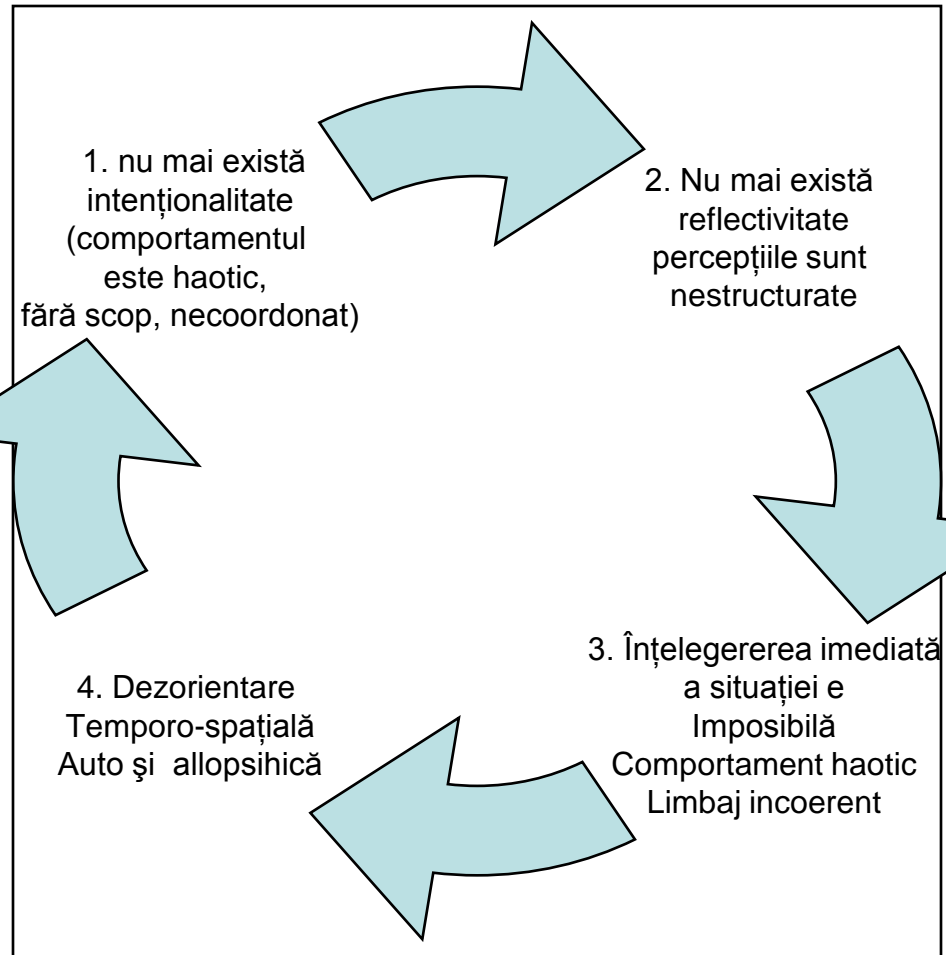 1. nu mai există
intenționalitate
(comportamentul
este haotic,
fără scop, necoordonat)
2. Nu mai există
reflectivitate
percepțiile sunt
nestructurate
3. Înțelegererea imediată
a situației e
Imposibilă
Comportament haotic
Limbaj incoerent
4. Dezorientare
Temporo-spațială
Auto şi allopsihică